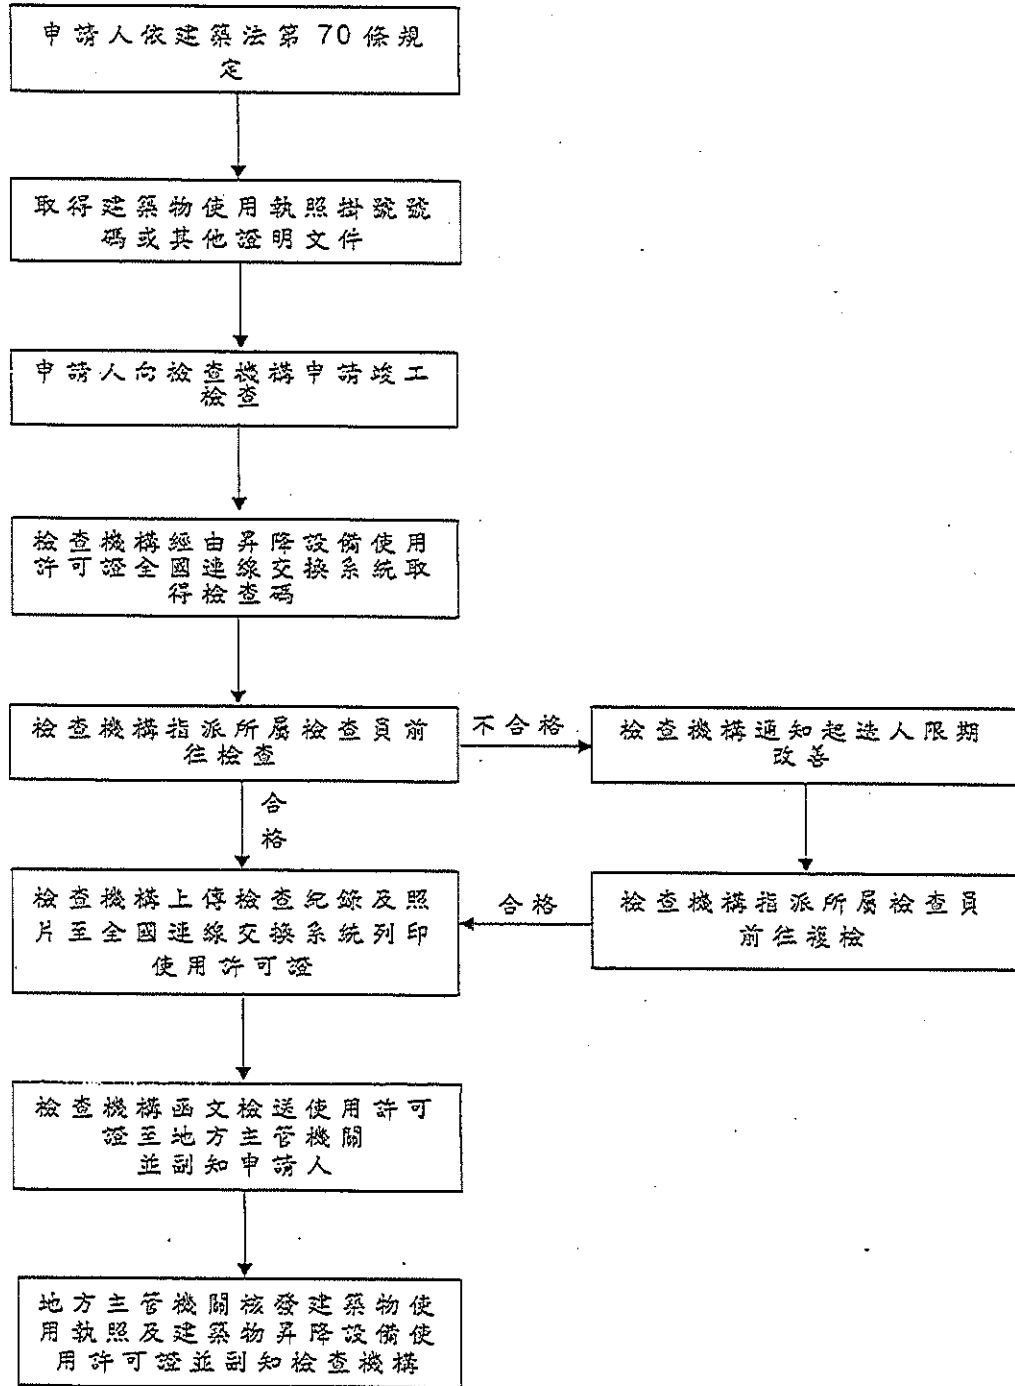 申請人依建築法第 70 條規
定
取得建築物使用執照掛號號
碼或其他證明文件
申請人向檢查機構申請竣工
檢查
檢查機構經由昇降設備使用
許可證全國連線交換系統取
得檢查碼
檢查機構指派所屬檢查員前
往檢查
不合格
檢查機構通知起造人限期
改善
合
格
檢查機構上傳檢查紀錄及照
片至全國連線交換系統列印
使用許可證
合格
檢查機構指派所屬檢查員
前往複檢
檢查機構函文檢送使用許可
證至地方主管機關
並副知申請人
地方主管機關核發建築物使
用執照及建築物昇降設備使
用許可證並副知檢查機構